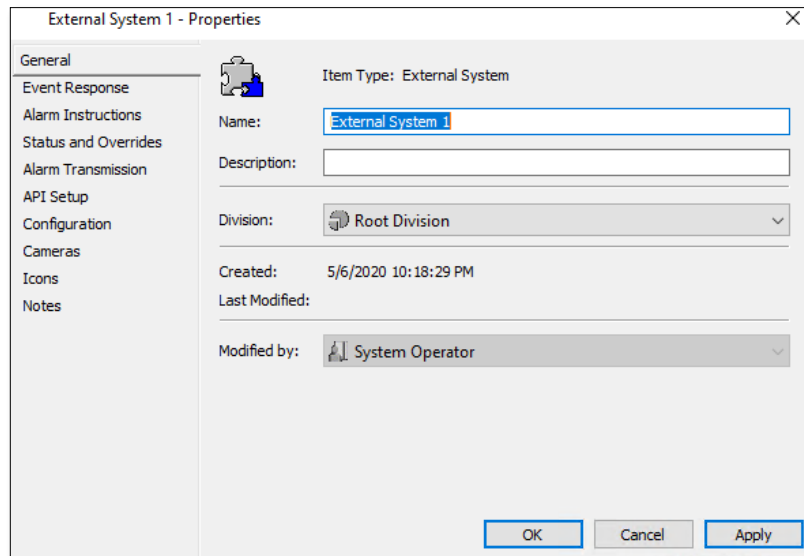 External System 1 - Properties
General
Event Response
Alarm Instructions
Status and Overrides
Alarm Transmission
API Setup
Configuration
Cameras
Icons
Notes
Item Type: External System
Name: External System 1
Description:
Division: Root Division
Created: 5/6/2020 10:18:29 PM
Last Modified:
Modified by: System Operator
OK Cancel Apply